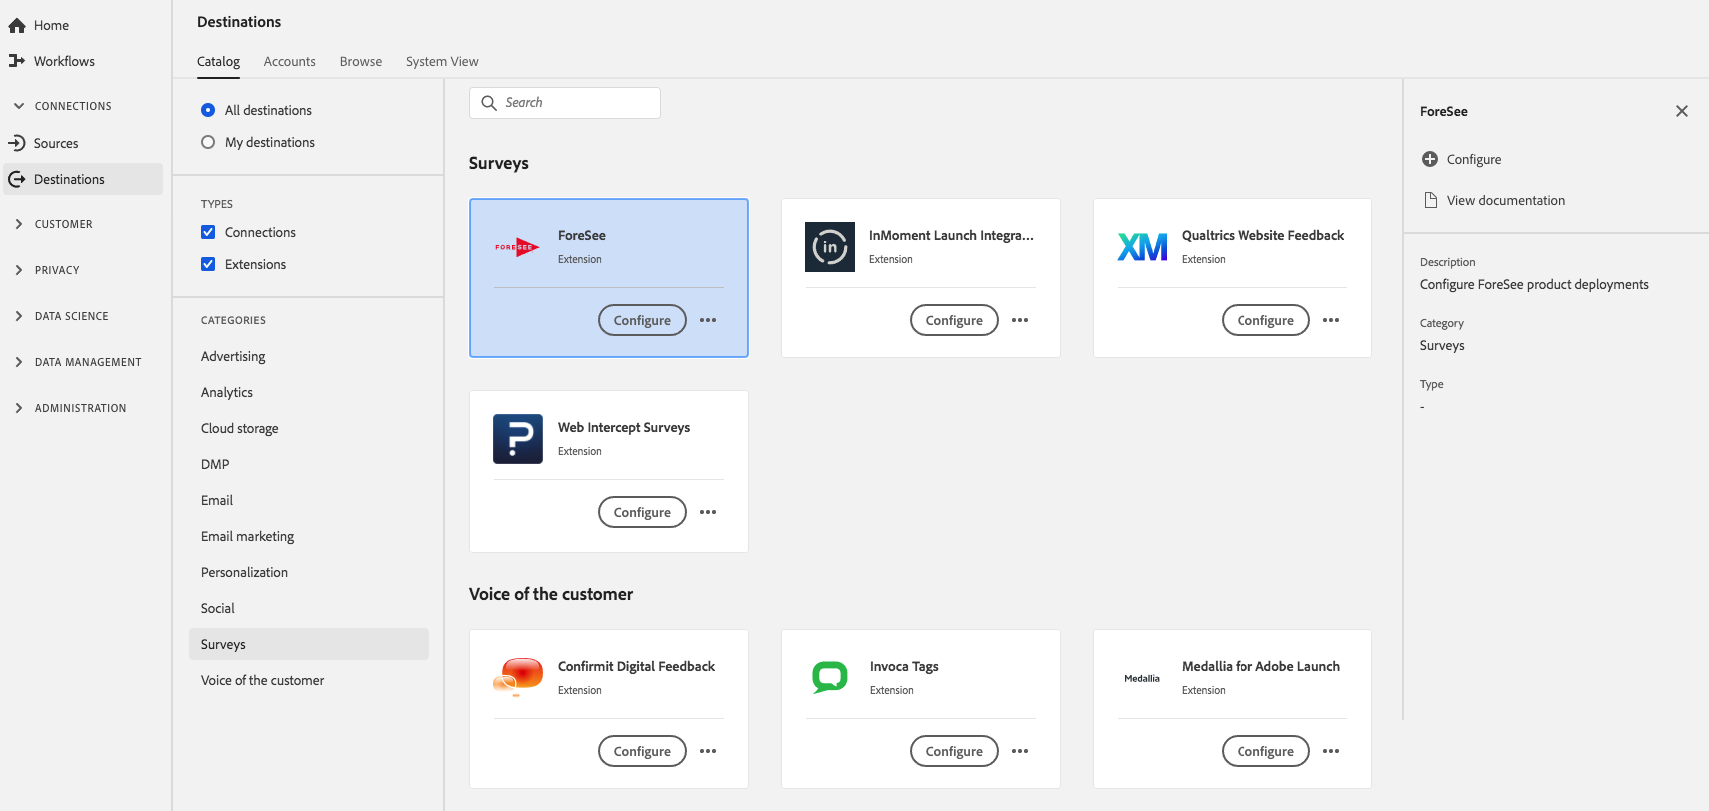 Home
Workflows
CONNECTIONS
Sources
Destinations
CUSTOMER
PRIVACY
DATA SCIENCE
DATA MANAGEMENT
ADMINISTRATION
Destinations
Catalog Accounts Browse System View
All destinations
My destinations
TYPES
Connections
Extensions
CATEGORIES
Advertising
Analytics
Cloud storage
DMP
Email
Email marketing
Personalization
Social
Surveys
Voice of the customer
Search
Surveys
FORESEE
ForeSee
Extension
Configure
in
InMoment Launch Integra...
Extension
Configure
XM
Qualtrics Website Feedback
Extension
Configure
Web Intercept Surveys
Extension
Configure
Voice of the customer
Confirmit Digital Feedback
Extension
Configure
Invoca Tags
Extension
Configure
Medallia
Medallia for Adobe Launch
Extension
Configure
ForeSee
Configure
View documentation
Description
Configure ForeSee product deployments
Category
Surveys
Type
-